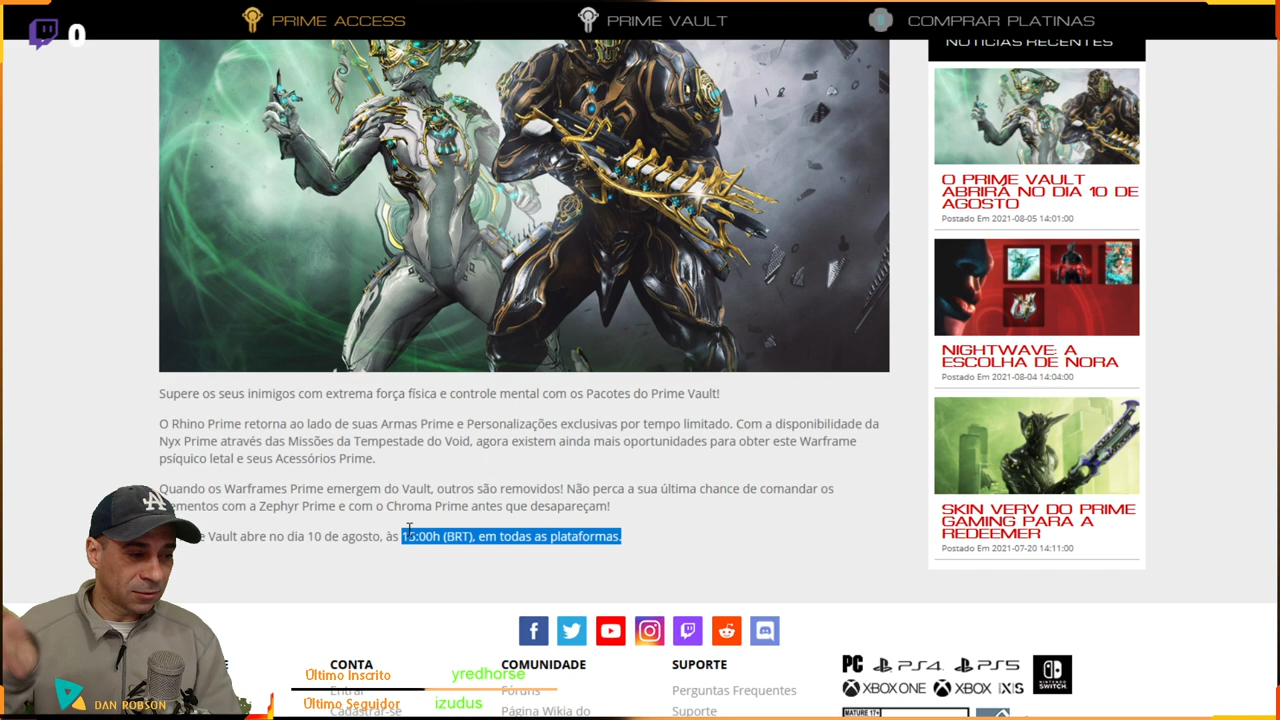 PRIME ACCESS
PRIME VAULT
COMPRAR PLATINAS
0
NOTÍCIAS RECENTES
O PRIME VAULT
ABRIRÁ NO DIA 10 DE
AGOSTO
Postado Em 2021-08-05 14:01:00
NIGHTWAVE: A
ESCOLHA DE NORA
Postado Em 2021-08-04 14:04:00
SKIN VERV DO PRIME
GAMING PARA A
REDEEMER
Postado Em 2021-07-20 14:11:00
Supere os seus inimigos com extrema força física e controle mental com os Pacotes do Prime Vault!
O Rhino Prime retorna ao lado de suas Armas Prime e Personalizações exclusivas por tempo limitado. Com a disponibilidade da
Nyx Prime através das Missões da Tempestade do Void, agora existem ainda mais oportunidades para obter este Warframe
psíquico letal e seus Acessórios Prime.
Quando os Warframes Prime emergem do Vault, outros são removidos! Não perca a sua última chance de comandar os
ementos com a Zephyr Prime e com o Chroma Prime antes que desapareçam!
e Vault abre no dia 10 de agosto, às 15:00h (BRT), em todas as plataformas.
CONTA
Entrar
Cadastrar-se
COMUNIDADE
Fóruns
Página Wikia do
SUPORTE
Perguntas Frequentes
Suporte
PC PS4 PS5
XBOX ONE XBOX X|S
NINTENDO
SWITCH
MATURE 17+
Último Inscrito
yredhorse
Último Seguidor
izudus
DAN ROBSON
LA